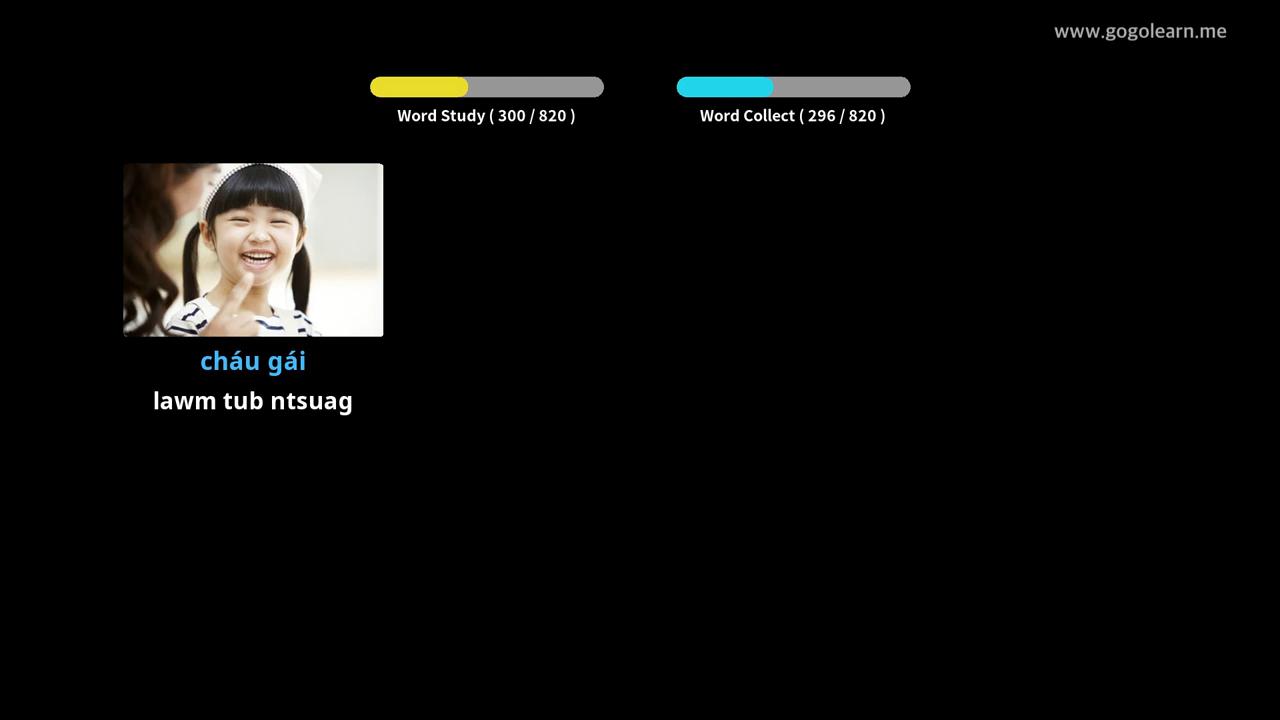 www.gogolearn.me
Word Study ( 300 / 820 )
Word Collect ( 296 / 820 )
cháu gái
lawm tub ntsuag